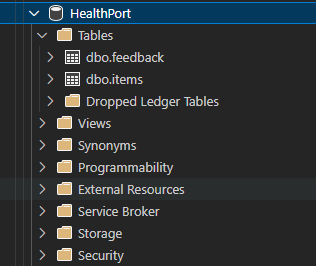 HealthPort
Tables
dbo.feedback
dbo.items
Dropped Ledger Tables
Views
Synonyms
Programmability
External Resources
Service Broker
Storage
Security